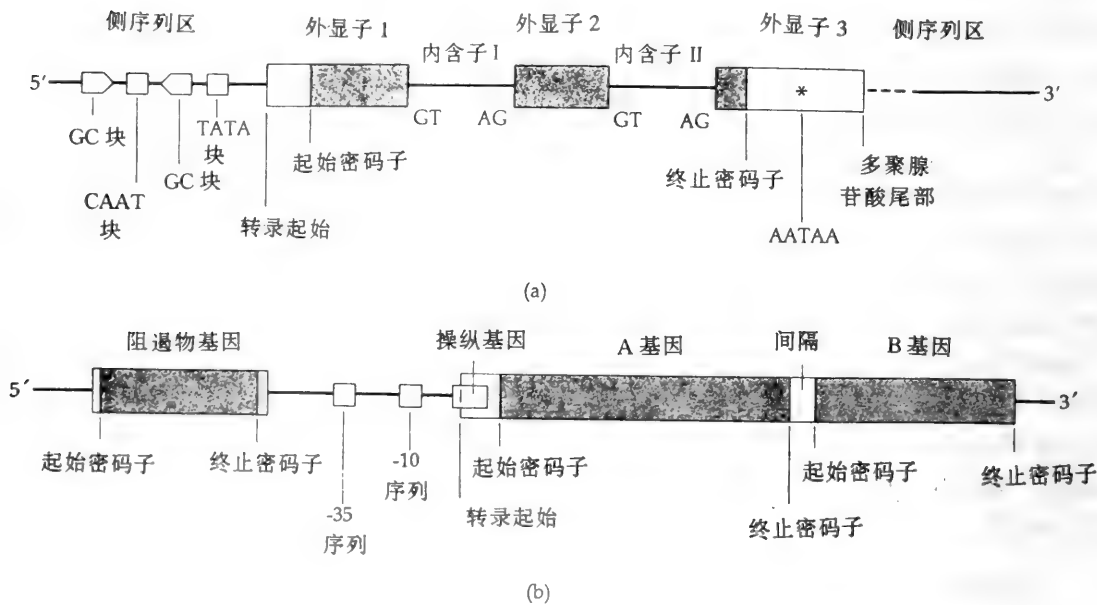 侧序列区
外显子 1
外显子 2
外显子 3
侧序列区
内含子 I
内含子 II
5′
*
3′
GT
AG
GT
AG
GC 块
TATA
块
起始密码子
终止密码子
多聚腺
苷酸尾部
GC 块
CAAT
块
转录起始
AATAA
(a)
阻遏物基因
操纵基因
A 基因
间隔
B 基因
5′
3′
起始密码子
终止密码子
-10
序列
起始密码子
起始密码子
终止密码子
-35
序列
转录起始
终止密码子
(b)